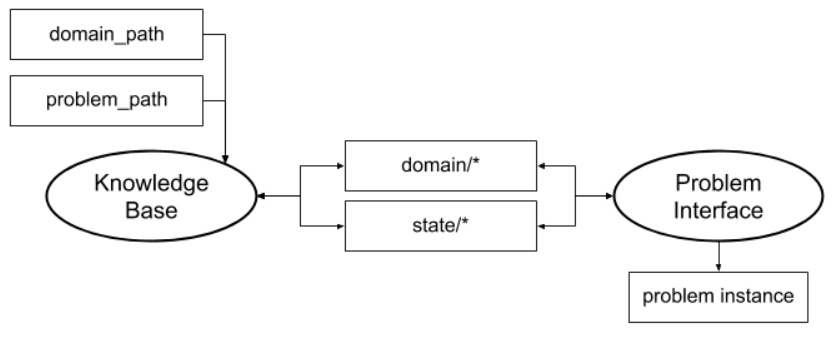 domain_path
problem_path
Knowledge
Base
domain/*
state/*
Problem
Interface
problem instance